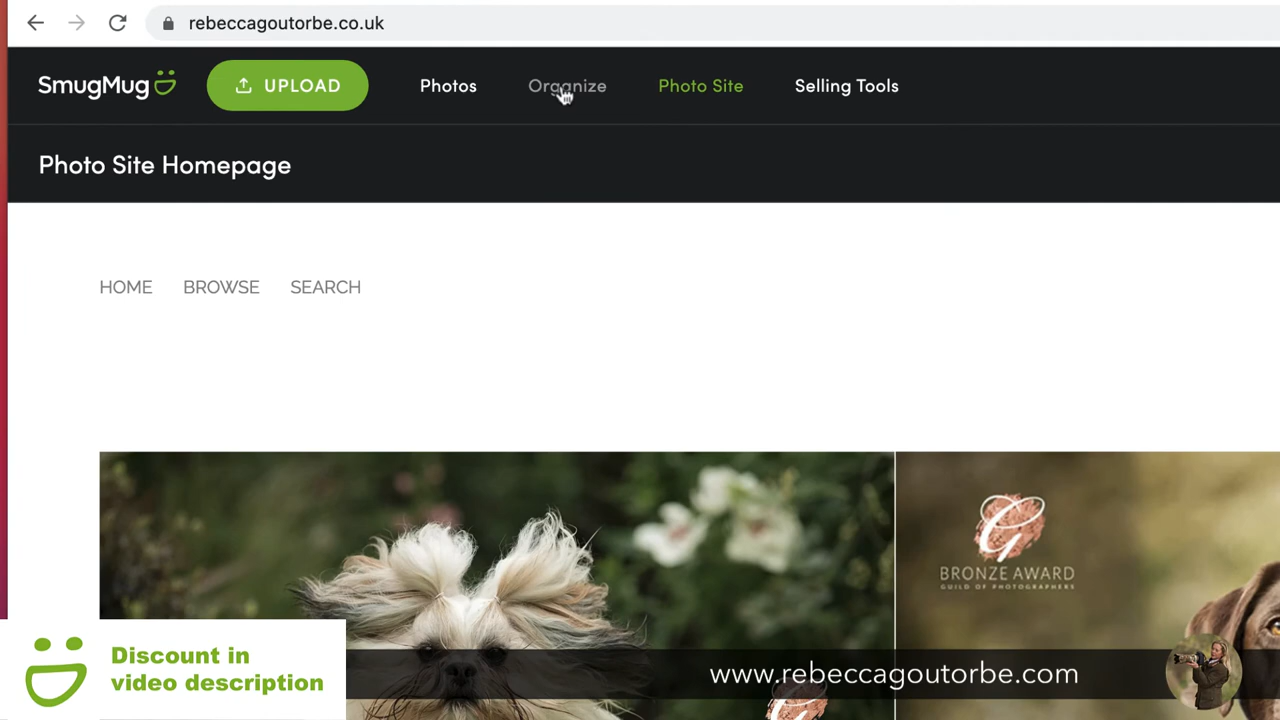 rebeccagoutorbe.co.uk
SmugMug
UPLOAD
Photos
Organize
Photo Site
Selling Tools
Photo Site Homepage
HOME
BROWSE
SEARCH
G
BRONZE AWARD
GUILD OF PHOTOGRAPHERS
Discount in
video description
www.rebeccagoutorbe.com